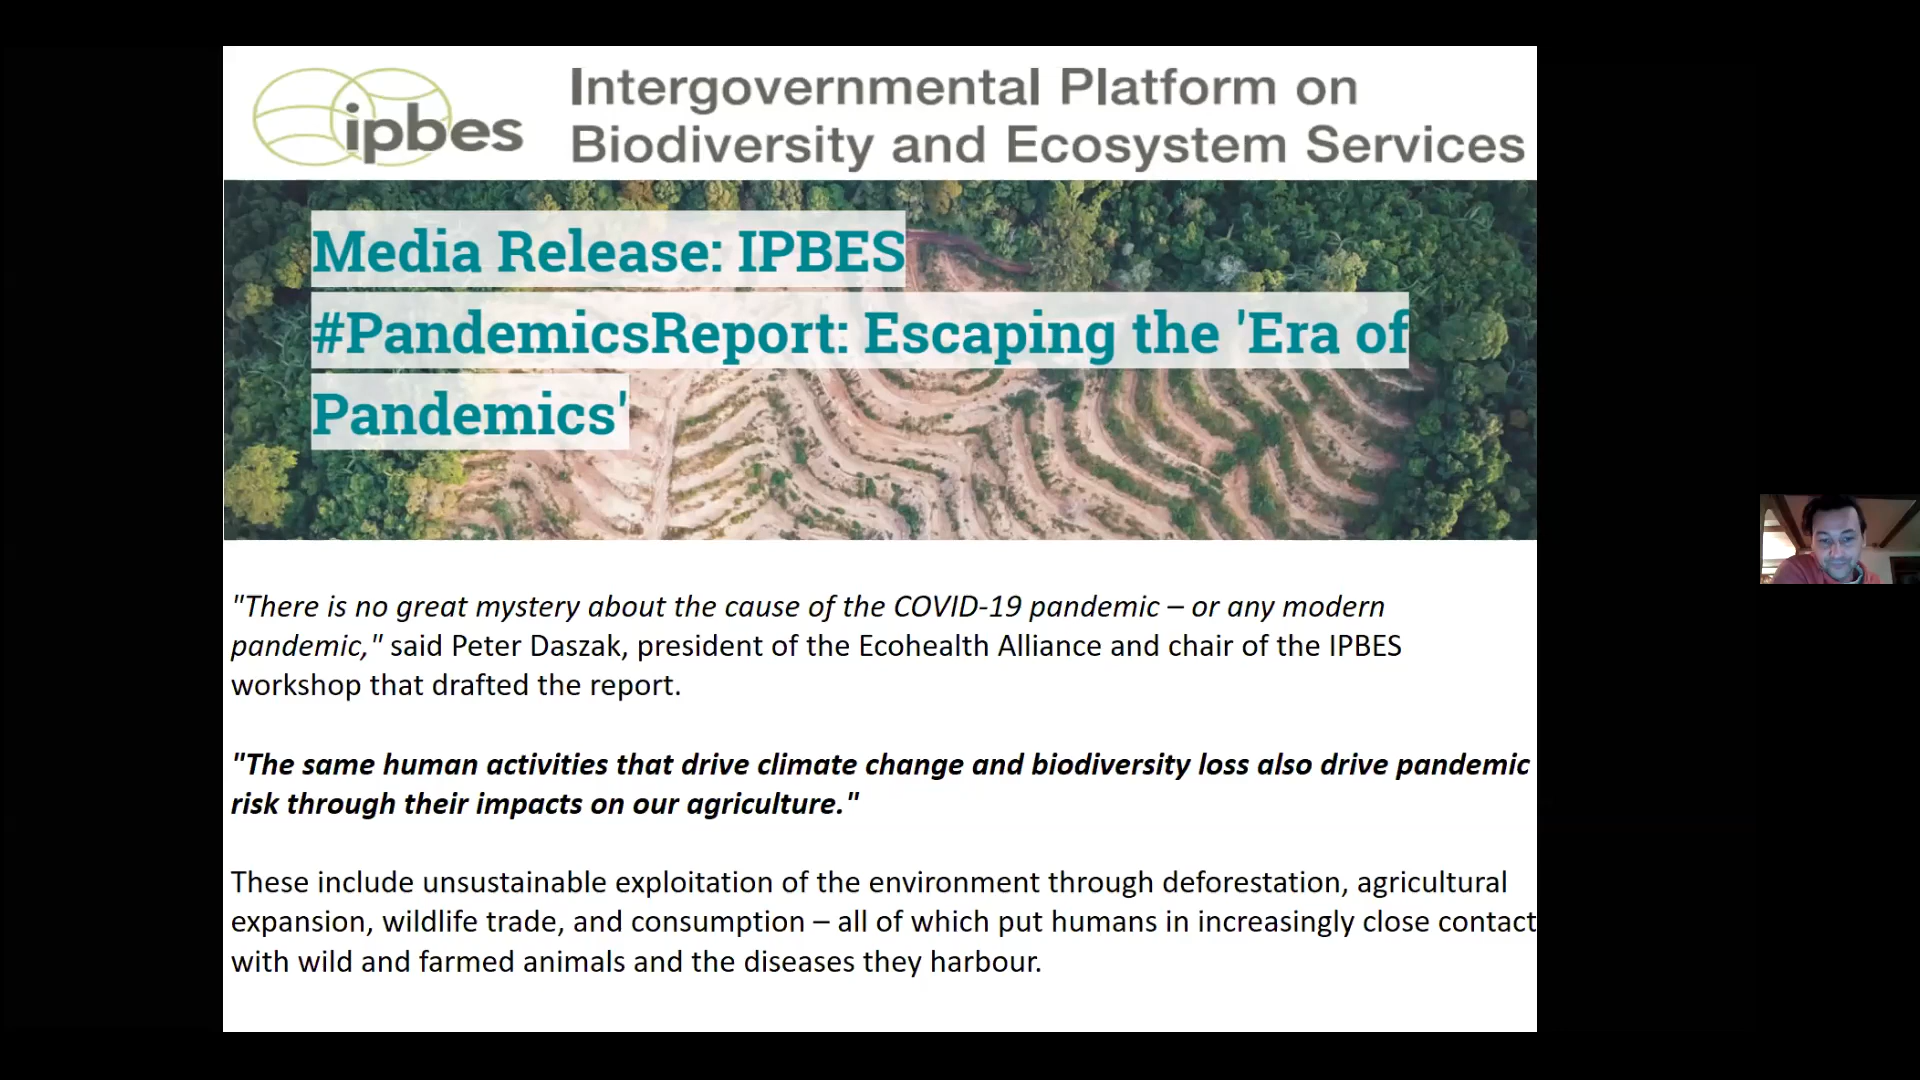 ipbes
Intergovernmental Platform on
Biodiversity and Ecosystem Services
Media Release: IPBES
#PandemicsReport: Escaping the 'Era of
Pandemics'
"There is no great mystery about the cause of the COVID-19 pandemic – or any modern
pandemic," said Peter Daszak, president of the Ecohealth Alliance and chair of the IPBES
workshop that drafted the report.
"The same human activities that drive climate change and biodiversity loss also drive pandemic
risk through their impacts on our agriculture."
These include unsustainable exploitation of the environment through deforestation, agricultural
expansion, wildlife trade, and consumption – all of which put humans in increasingly close contact
with wild and farmed animals and the diseases they harbour.